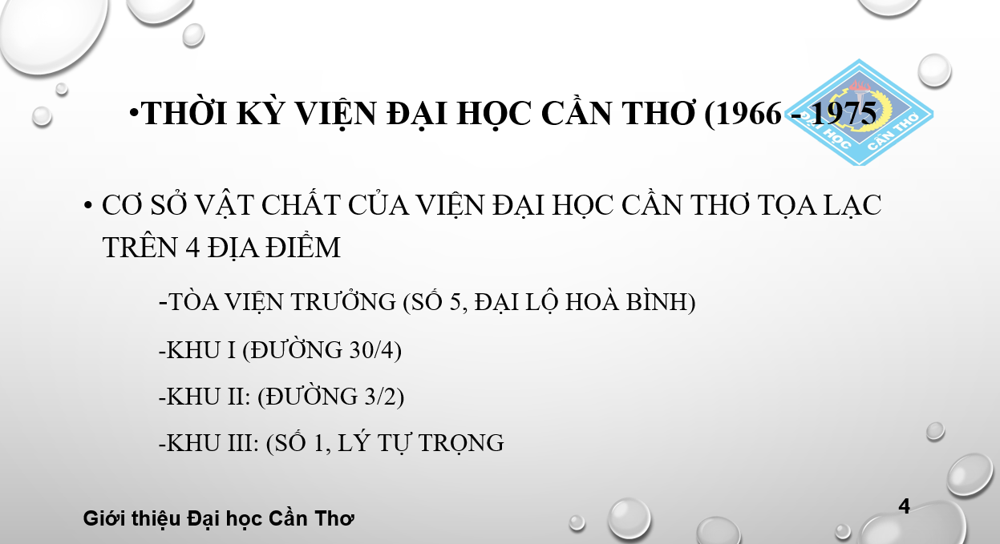 •THỜI KỲ VIỆN ĐẠI HỌC CẦN THƠ (1966 - 1975
ĐẠI HỌC CẦN THƠ
• CƠ SỞ VẬT CHẤT CỦA VIỆN ĐẠI HỌC CẦN THƠ TỌA LẠC
TRÊN 4 ĐỊA ĐIỂM
-TÒA VIỆN TRƯỞNG (SỐ 5, ĐẠI LỘ HOÀ BÌNH)
-KHU I (ĐƯỜNG 30/4)
-KHU II: (ĐƯỜNG 3/2)
-KHU III: (SỐ 1, LÝ TỰ TRỌNG
Giới thiệu Đại học Cần Thơ
4